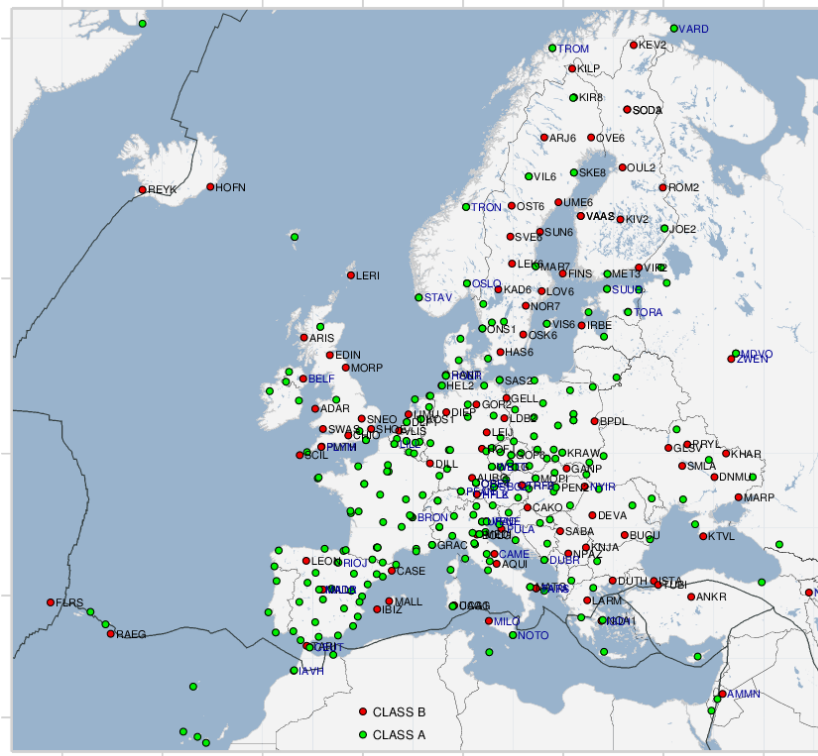 VARD
TROM
KEV2
KILP
KIR8
ARJ6
OVE6
OUL2
SKE8
VIL6
ROM2
REYK
HOFN
UME6
TRON
OST6
VAAS
KIV2
JOE2
SUN6
SVE6
LEK6
MAR7
VIR2
FINS
MET3
LERI
OSLO
KAD6
LOV6
SUUR
STAV
NOR7
TORA
VIS6
IRBE
ONS1
OSK6
ARIS
HAS6
EDIN
MDVO
ZWEN
MORP
BELF
SAS2
HEL2
GELL
ADAR
GOR2
DIEP
SNEO
LDB2
BPDL
SWAS
LEIJ
CHIO
SCIL
KHAR
KRAW
GOP6
DILL
SMLA
GANP
DNMU
MOPI
NYIR
MARP
CAKO
DEVA
BRON
PULA
SABA
BUCU
KTVL
GRAC
KNJA
NPAZ
CAME
DUBR
LEON
RIOJ
AQUI
CASE
DUTH
ISTA
TUBI
ANKR
FLRS
MALL
LARM
IBIZ
MILO
RAEG
NOTO
IAVH
AMMN
CLASS B
CLASS A